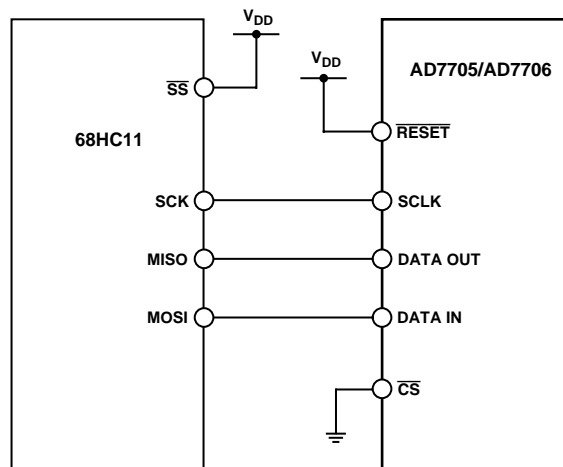 VDD
SS
68HC11
SCK
MISO
MOSI
VDD
AD7705/AD7706
RESET
SCLK
DATA OUT
DATA IN
CS